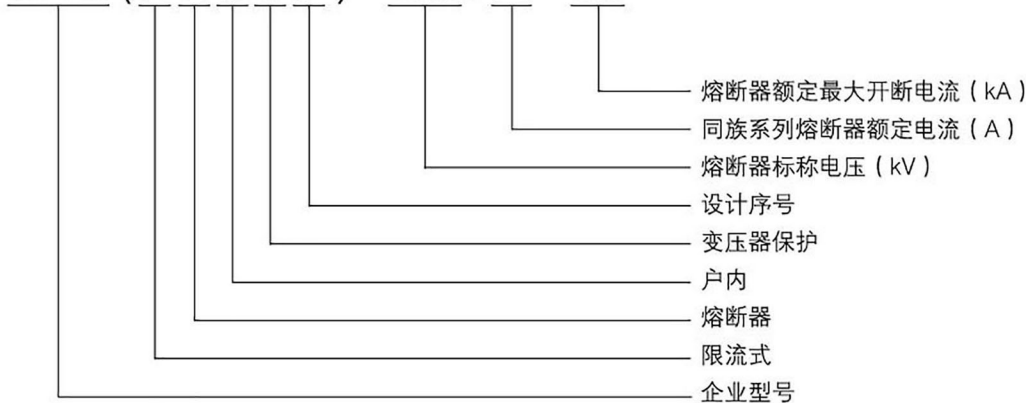 熔断器额定最大开断电流（kA）
同族系列熔断器额定电流（A）
熔断器标称电压（kV）
设计序号
变压器保护
户内
熔断器
限流式
企业型号